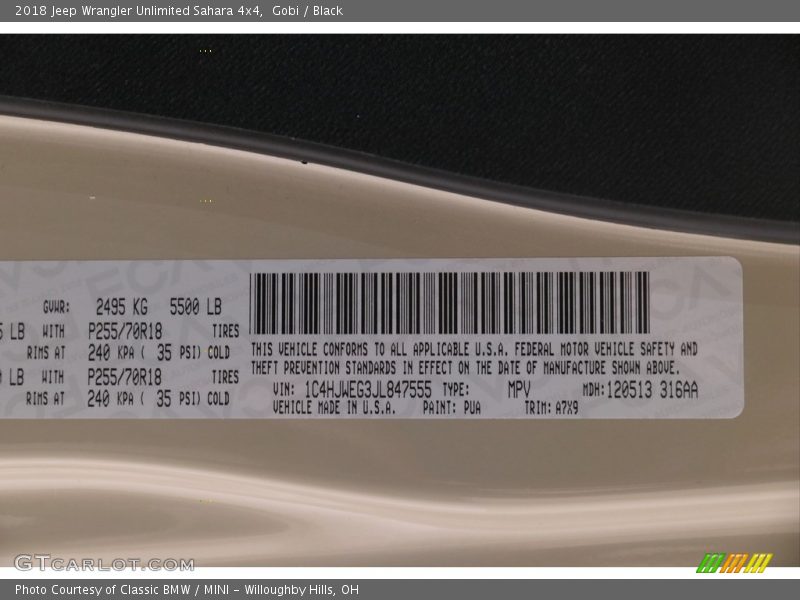 2018 Jeep Wrangler Unlimited Sahara 4x4, Gobi / Black
GVWR: 2495 KG 5500 LB
LB WITH P255/70R18 TIRES
RIMS AT 240 KPA ( 35 PSI) COLD
LB WITH P255/70R18 TIRES
RIMS AT 240 KPA ( 35 PSI) COLD
THIS VEHICLE CONFORMS TO ALL APPLICABLE U.S.A. FEDERAL MOTOR VEHICLE SAFETY AND
THEFT PREVENTION STANDARDS IN EFFECT ON THE DATE OF MANUFACTURE SHOWN ABOVE.
VIN: 1C4HJWEG3JL847555 TYPE: MPV MDH: 120513 316AA
VEHICLE MADE IN U.S.A. PAINT: PUA TRIM: A7X9
GTCARLOT.COM
Photo Courtesy of Classic BMW / MINI - Willoughby Hills, OH